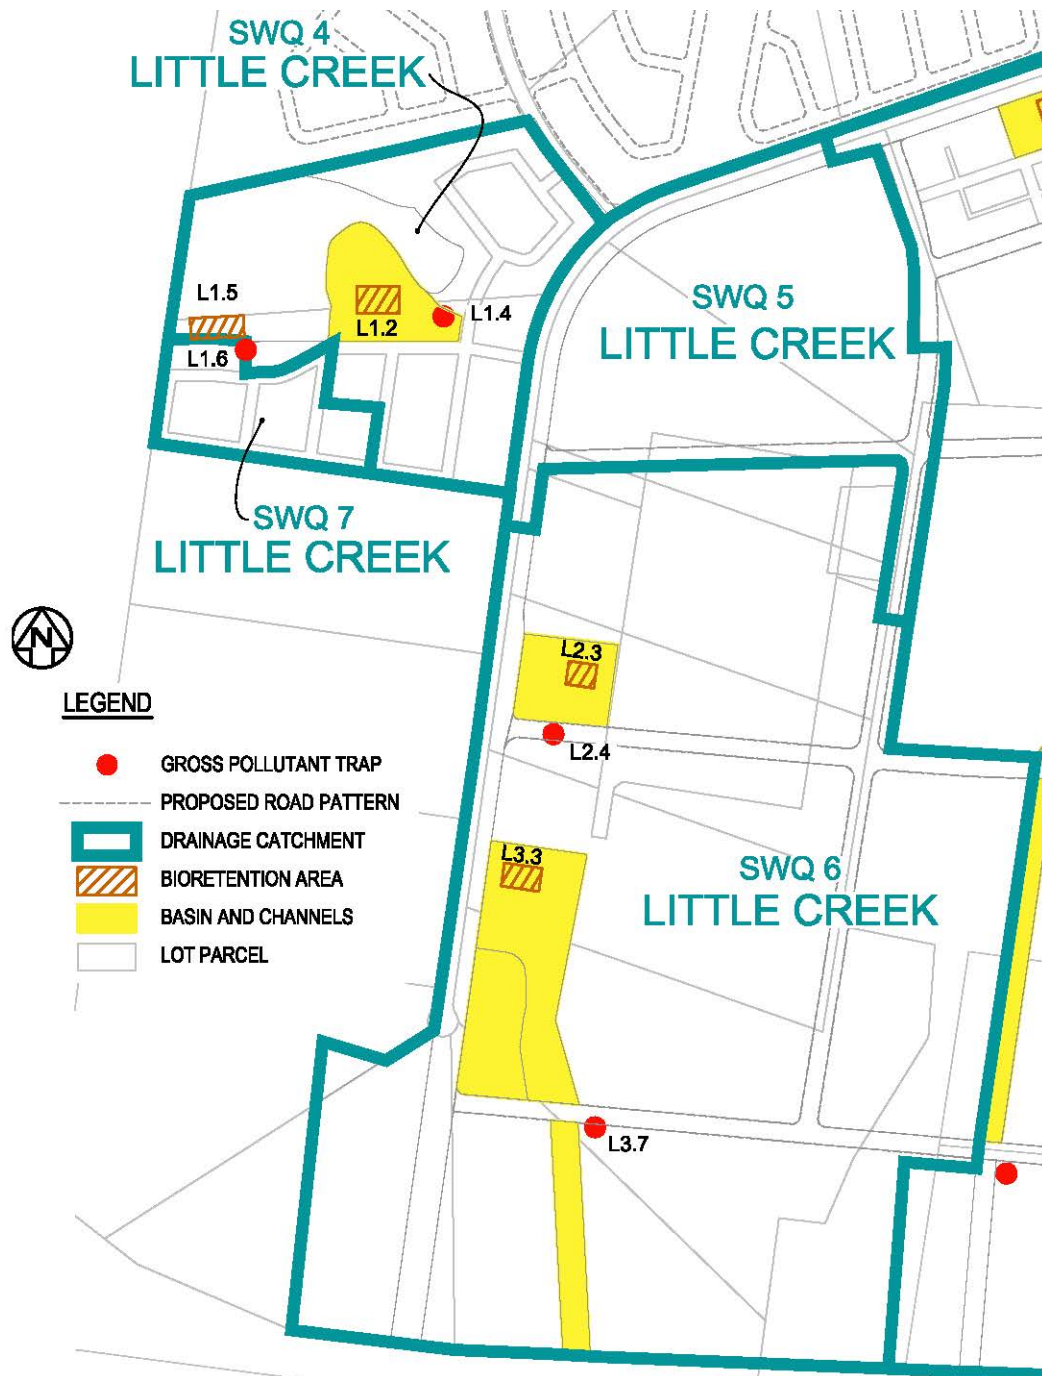 SWQ 4
LITTLE CREEK
SWQ 5
LITTLE CREEK
L1.5
L1.2
L1.4
L1.6
SWQ 7
LITTLE CREEK
N
L2.3
L2.4
LEGEND
GROSS POLLUTANT TRAP
PROPOSED ROAD PATTERN
DRAINAGE CATCHMENT
BIORETENTION AREA
BASIN AND CHANNELS
LOT PARCEL
L3.3
SWQ 6
LITTLE CREEK
L3.7